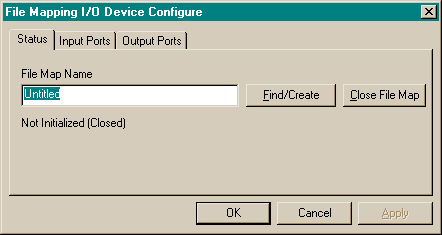 File Mapping I/O Device Configure
Status Input Ports Output Ports
File Map Name
Untitled Find/Create Close File Map
Not Initialized (Closed)
OK Cancel Apply